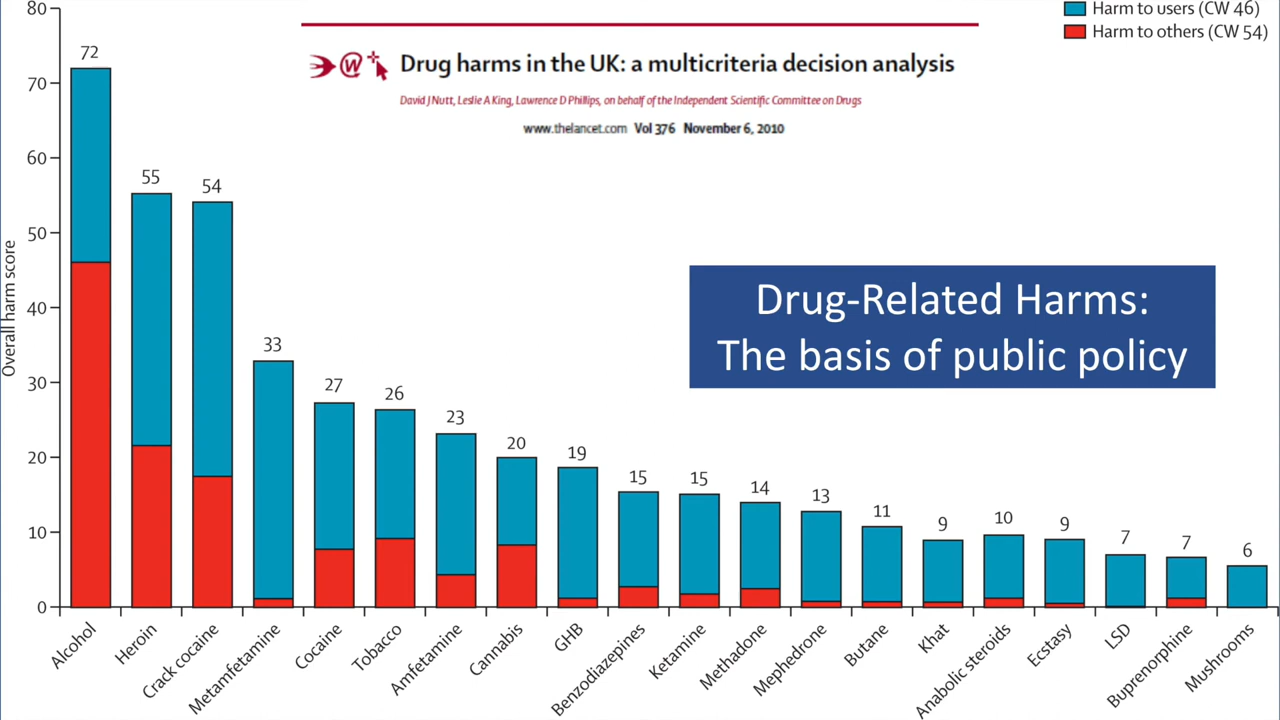 80
70
60
50
40
30
20
10
0
Overall harm score
Harm to users (CW 46)
Harm to others (CW 54)
Drug harms in the UK: a multicriteria decision analysis
David J Nutt, Leslie A King, Lawrence D Phillips, on behalf of the Independent Scientific Committee on Drugs
www.thelancet.com Vol 376 November 6, 2010
Drug-Related Harms:
The basis of public policy
72
55
54
33
27
26
23
20
19
15
15
14
13
11
9
10
9
7
7
6
Alcohol
Heroin
Crack cocaine
Metamfetamine
Cocaine
Tobacco
Amfetamine
Cannabis
GHB
Benzodiazepines
Ketamine
Methadone
Mephedrone
Butane
Khat
Anabolic steroids
Ecstasy
LSD
Buprenorphine
Mushrooms